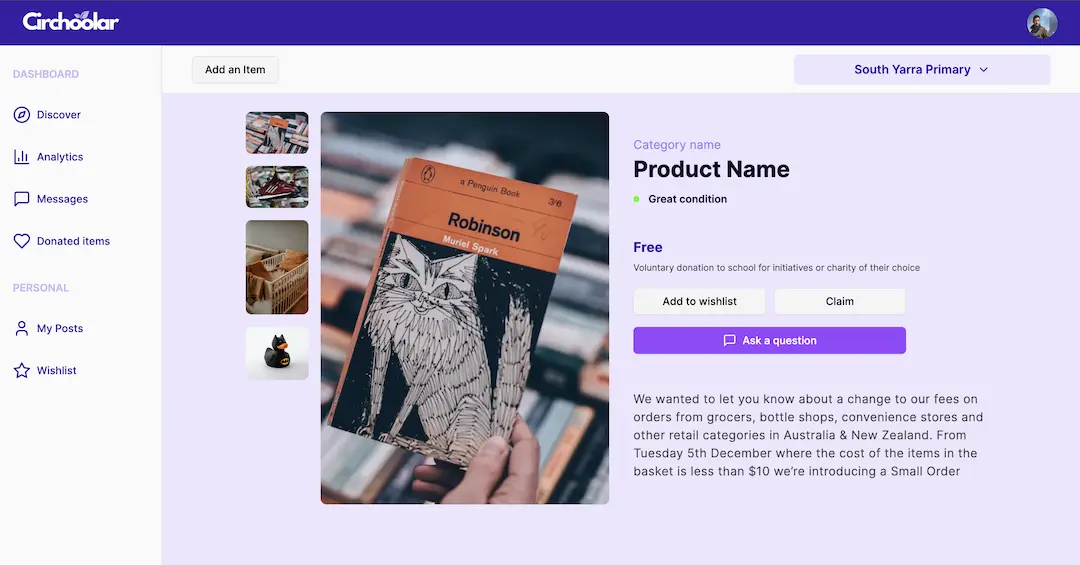 Circhoolar
Add an Item
South Yarra Primary
DASHBOARD
Discover
Analytics
Messages
Donated items
PERSONAL
My Posts
Wishlist
a Penguin Book
3/6
Robinson
Muriel Spark
Category name
Product Name
Great condition
Free
Voluntary donation to school for initiatives or charity of their choice
Add to wishlist
Claim
Ask a question
We wanted to let you know about a change to our fees on
orders from grocers, bottle shops, convenience stores and
other retail categories in Australia & New Zealand. From
Tuesday 5th December where the cost of the items in the
basket is less than $10 we’re introducing a Small Order